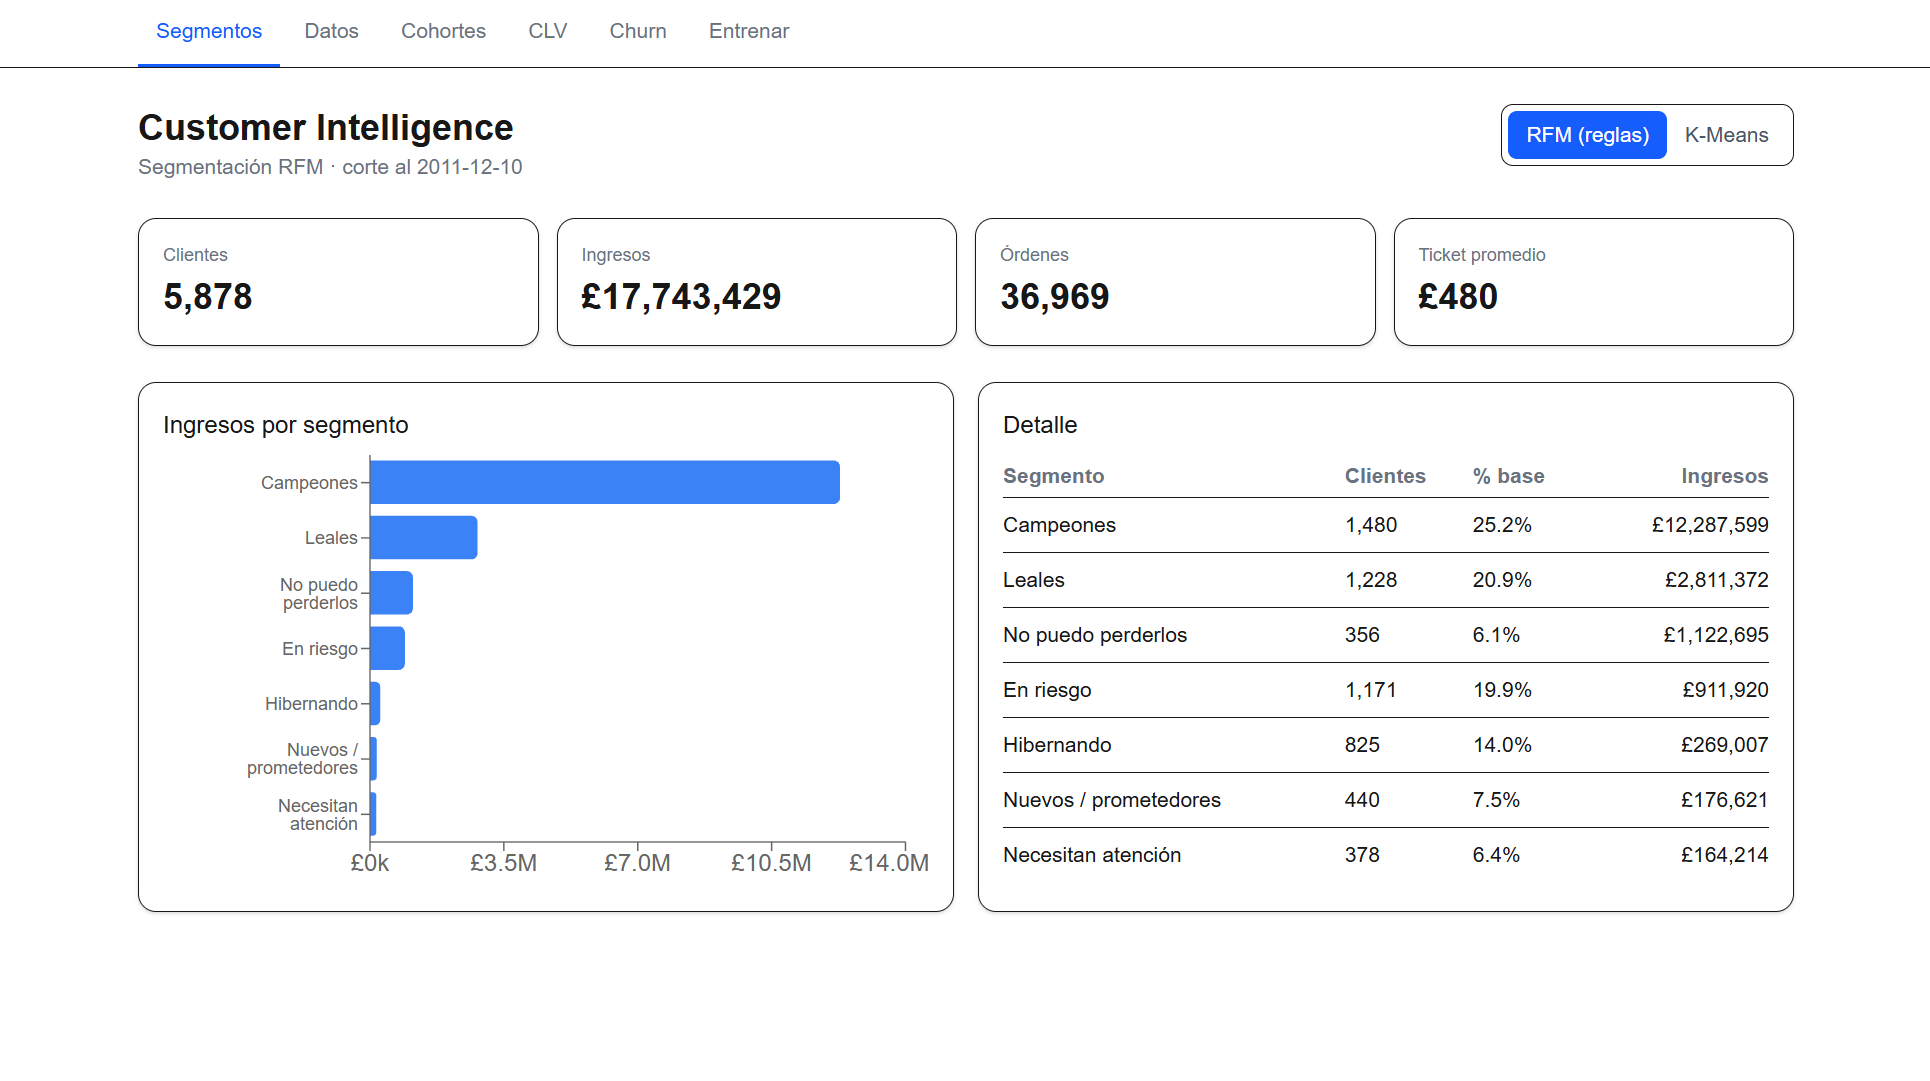 Segmentos Datos Cohortes CLV Churn Entrenar
Customer Intelligence
Segmentación RFM · corte al 2011-12-10
RFM (reglas) K-Means
Clientes
5,878
Ingresos
£17,743,429
Órdenes
36,969
Ticket promedio
£480
Ingresos por segmento
Campeones
Leales
No puedo
perderlos
En riesgo
Hibernando
Nuevos /
prometedores
Necesitan
atención
£0k £3.5M £7.0M £10.5M £14.0M
Detalle
Segmento Clientes % base Ingresos
Campeones 1,480 25.2% £12,287,599
Leales 1,228 20.9% £2,811,372
No puedo perderlos 356 6.1% £1,122,695
En riesgo 1,171 19.9% £911,920
Hibernando 825 14.0% £269,007
Nuevos / prometedores 440 7.5% £176,621
Necesitan atención 378 6.4% £164,214